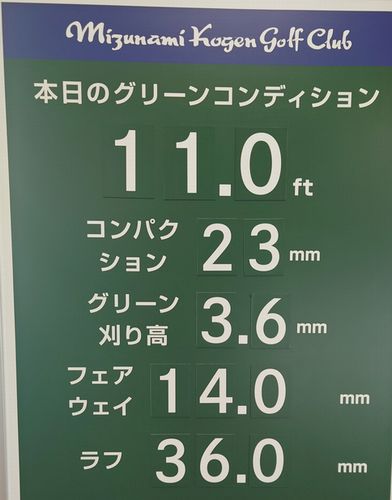 Mizunami Kogen Golf Club
本日のグリーンコンディション
11.0 ft
コンパク
ション 23 mm
グリーン
刈り高 3.6 mm
フェア
ウェイ 14.0 mm
ラフ 36.0 mm